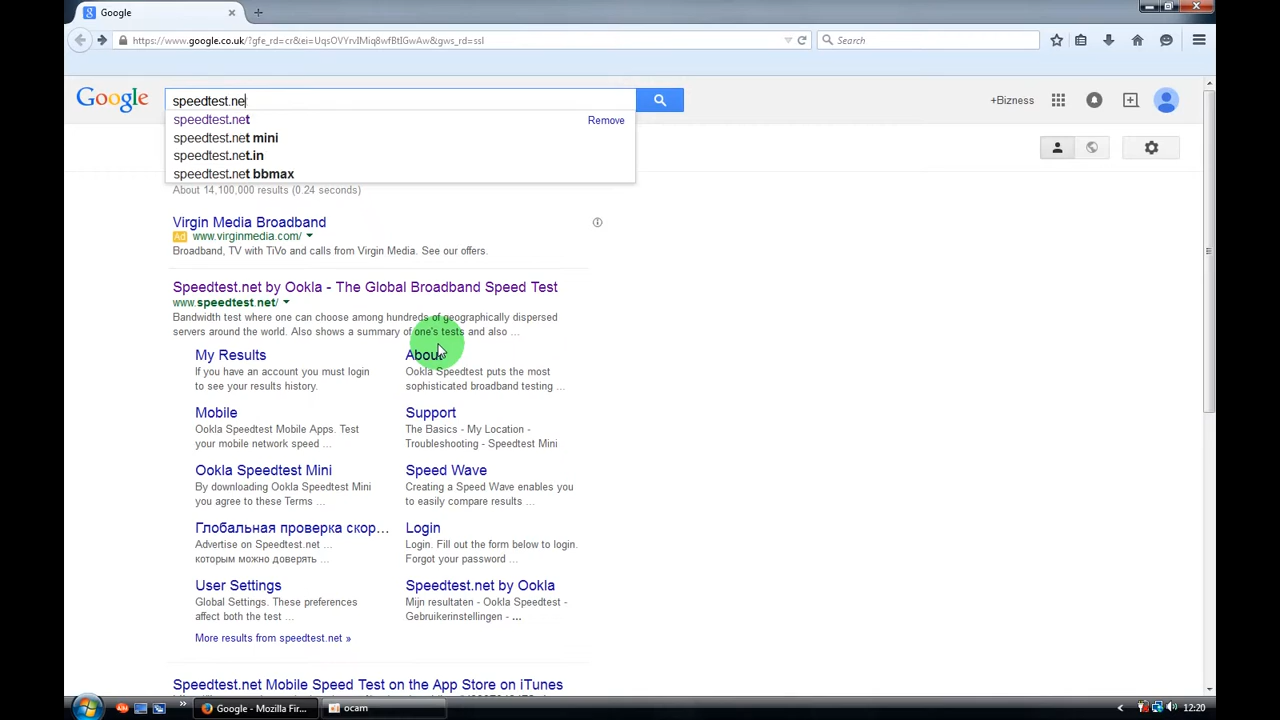 Google
https://www.google.co.uk/?gfe_rd=cr&ei=UqsOVYrvIMiq8wfBtIGwAw&gws_rd=ssl
Search
Google
speedtest.ne
+Bizness
speedtest.net
Remove
speedtest.net mini
speedtest.net.in
speedtest.net bbmax
About 14,100,000 results (0.24 seconds)
Virgin Media Broadband
Ad www.virginmedia.com/
Broadband, TV with TiVo and calls from Virgin Media. See our offers.
Speedtest.net by Ookla - The Global Broadband Speed Test
www.speedtest.net/
Bandwidth test where one can choose among hundreds of geographically dispersed
servers around the world. Also shows a summary of one's tests and also ...
My Results
If you have an account you must login
to see your results history.
About
Ookla Speedtest puts the most
sophisticated broadband testing ...
Mobile
Ookla Speedtest Mobile Apps. Test
your mobile network speed ...
Support
The Basics - My Location -
Troubleshooting - Speedtest Mini
Ookla Speedtest Mini
By downloading Ookla Speedtest Mini
you agree to these Terms ...
Speed Wave
Creating a Speed Wave enables you
to easily compare results ...
Глобальная проверка скор...
Advertise on Speedtest.net ...
которым можно доверять ...
Login
Login. Fill out the form below to login.
Forgot your password ...
User Settings
Global Settings. These preferences
affect both the test ...
Speedtest.net by Ookla
Mijn resultaten - Ookla Speedtest -
Gebruikerinstellingen - ...
More results from speedtest.net »
Speedtest.net Mobile Speed Test on the App Store on iTunes
Google - Mozilla Fir...
ocam
12:20